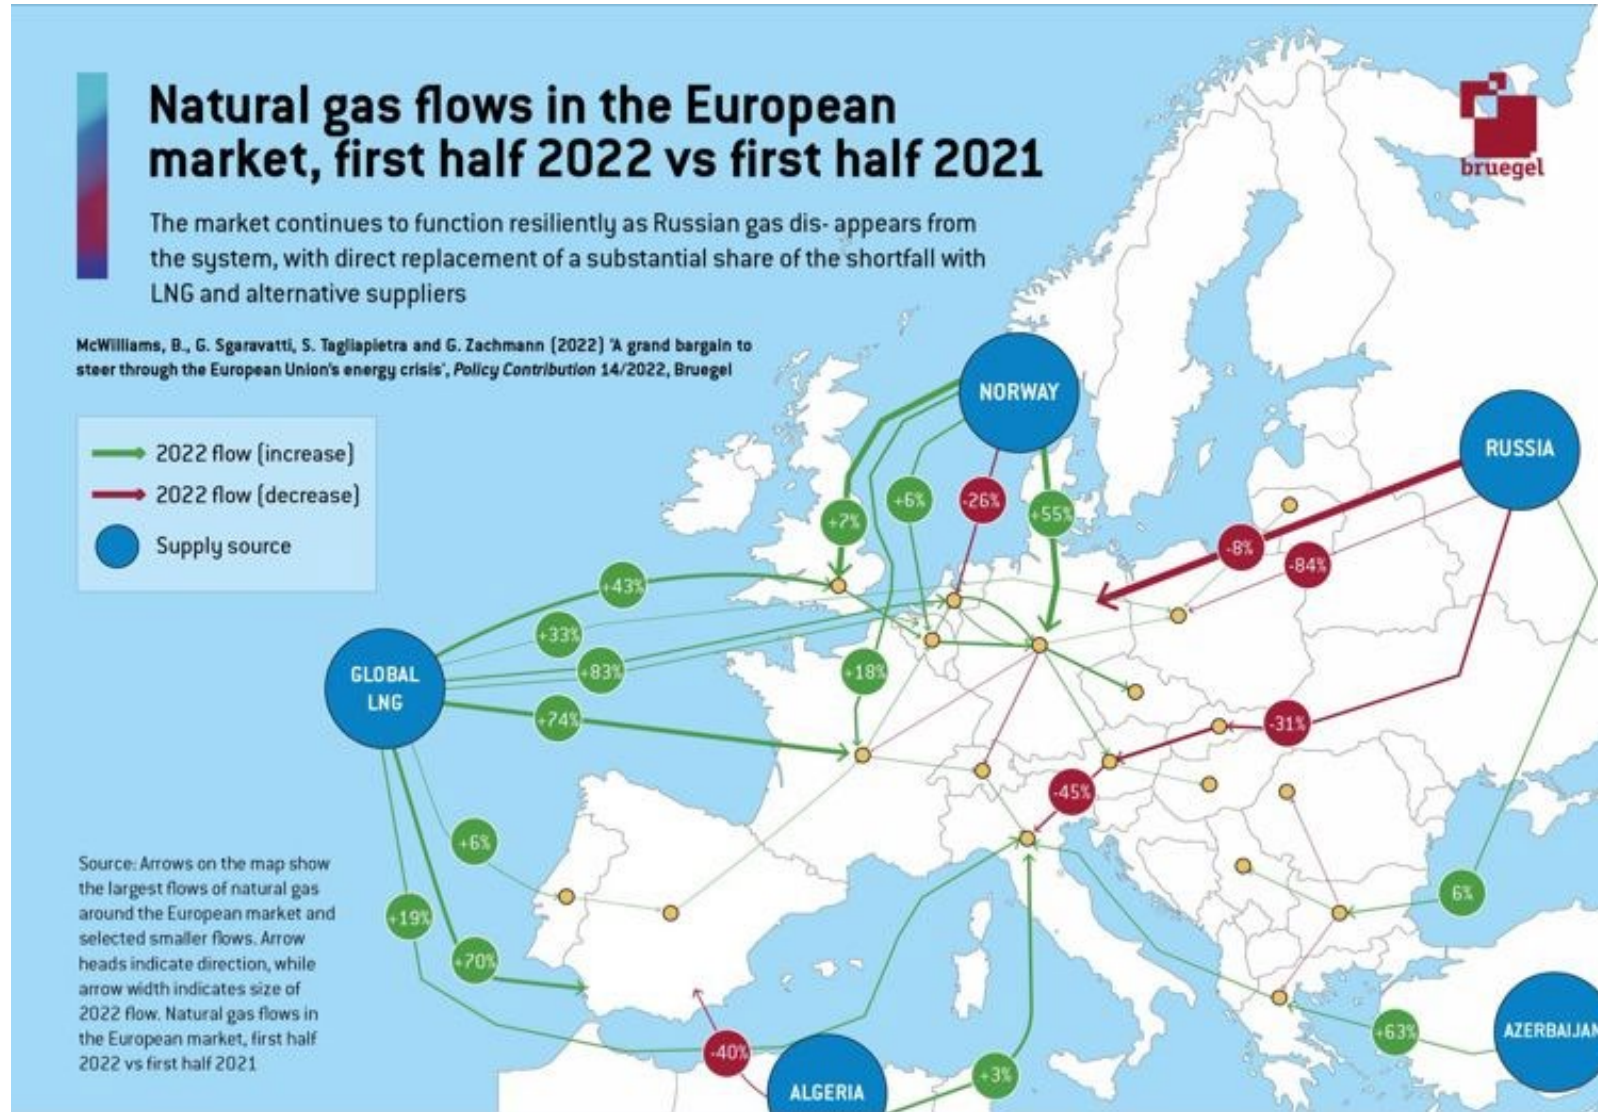 Natural gas flows in the European
market, first half 2022 vs first half 2021
bruegel
The market continues to function resiliently as Russian gas dis- appears from
the system, with direct replacement of a substantial share of the shortfall with
LNG and alternative suppliers
McWilliams, B., G. Sgaravatti, S. Tagliapietra and G. Zachmann (2022) 'A grand bargain to
steer through the European Union's energy crisis', Policy Contribution 14/2022, Bruegel
2022 flow (increase)
2022 flow (decrease)
Supply source
NORWAY
RUSSIA
+7%
+6%
-26%
+55%
-8%
-84%
+43%
+33%
+83%
+18%
GLOBAL
LNG
+74%
-31%
-45%
+6%
+19%
+70%
6%
Source: Arrows on the map show
the largest flows of natural gas
around the European market and
selected smaller flows. Arrow
heads indicate direction, while
arrow width indicates size of
2022 flow. Natural gas flows in
the European market, first half
2022 vs first half 2021
-40%
+3%
+63%
ALGERIA
AZERBAIJAN